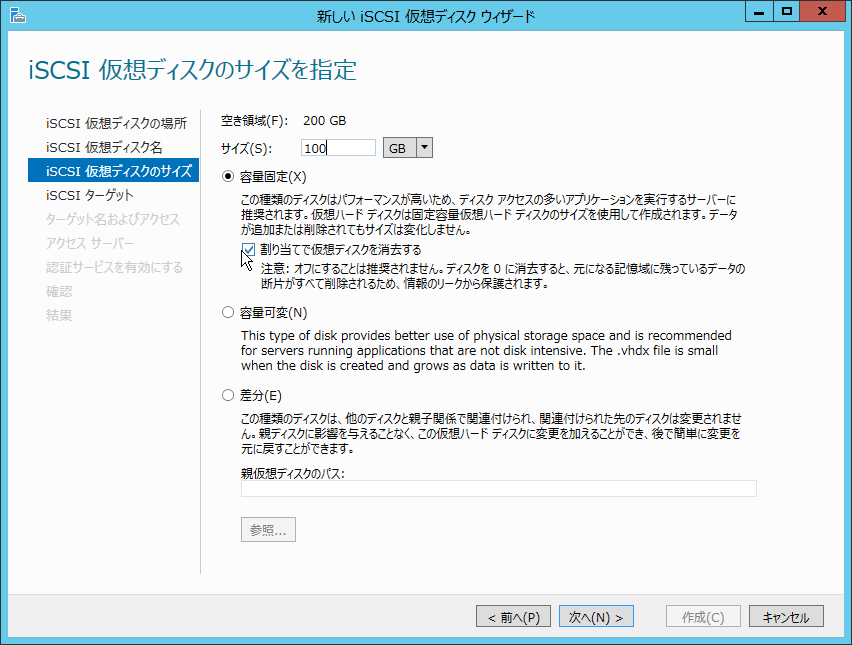 新しい iSCSI 仮想ディスク ウィザード
iSCSI 仮想ディスクのサイズを指定
iSCSI 仮想ディスクの場所
iSCSI 仮想ディスク名
iSCSI 仮想ディスクのサイズ
iSCSI ターゲット
ターゲット名およびアクセス
アクセス サーバー
認証サービスを有効にする
確認
結果
空き領域(F): 200 GB
サイズ(S): 100 GB
容量固定(X)
この種類のディスクはパフォーマンスが高いため、ディスク アクセスの多いアプリケーションを実行するサーバーに
推奨されます。仮想ハード ディスクは固定容量仮想ハード ディスクのサイズを使用して作成されます。データ
が追加または削除されてもサイズは変化しません。
割り当てで仮想ディスクを消去する
注意: オフにすることは推奨されません。ディスクを 0 に消去すると、元になる記憶域に残っているデータの
断片がすべて削除されるため、情報のリークから保護されます。
容量可変(N)
This type of disk provides better use of physical storage space and is recommended
for servers running applications that are not disk intensive. The .vhdx file is small
when the disk is created and grows as data is written to it.
差分(E)
この種類のディスクは、他のディスクと親子関係で関連付けられ、関連付けられた先のディスクは変更されませ
ん。親ディスクに影響を与えることなく、この仮想ハード ディスクに変更を加えることができ、後で簡単に変更を
元に戻すことができます。
親仮想ディスクのパス:
参照...
< 前へ(P) 次へ(N) > 作成(C) キャンセル